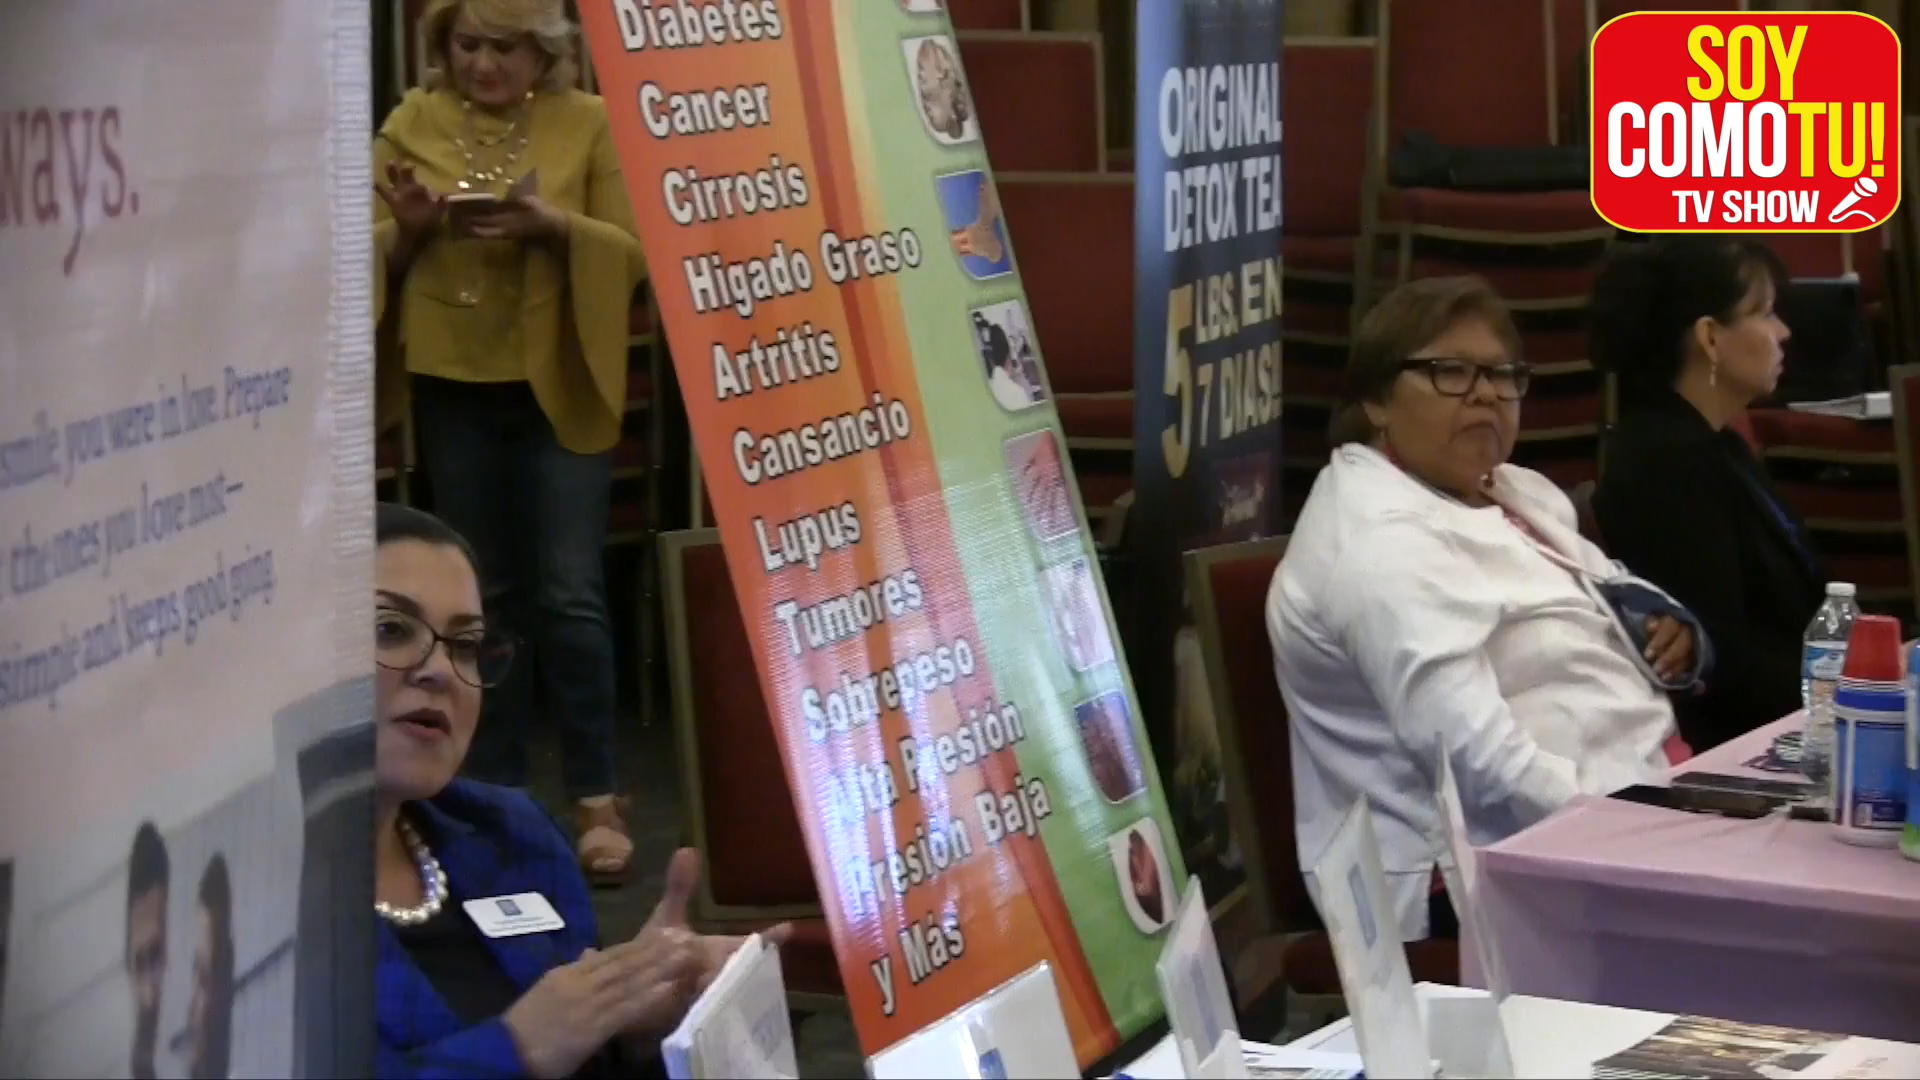 ways.
smile you were in love. Prepare
the ones you love most—
simple and keeps good going
Diabetes
Cancer
Cirrosis
Higado Graso
Artritis
Cansancio
Lupus
Tumores
Sobrepeso
Alta Presión
Presión Baja
y Más
ORIGINAL
DETOX TEA
5 LBS. EN
7 DIAS!!
SOY
COMOTU!
TV SHOW